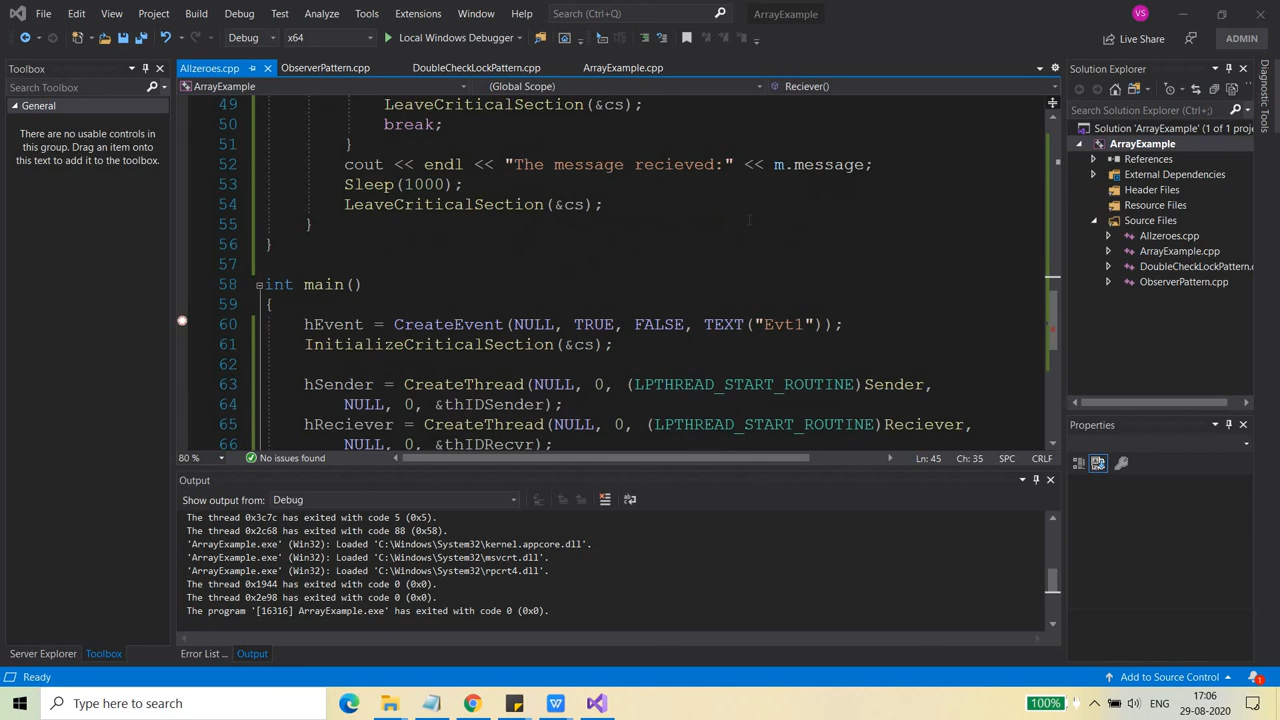 File Edit View Project Build Debug Test Analyze Tools Extensions Window Help Search (Ctrl+Q) ArrayExample VS
Debug x64 Local Windows Debugger Live Share ADMIN
Toolbox
Search Toolbox
General
There are no usable controls in
this group. Drag an item onto
this text to add it to the toolbox.
Allzeroes.cpp ObserverPattern.cpp DoubleCheckLockPattern.cpp ArrayExample.cpp
ArrayExample (Global Scope) Reciever()
49 LeaveCriticalSection(&cs);
50 break;
51 }
52 cout << endl << "The message recieved:" << m.message;
53 Sleep(1000);
54 LeaveCriticalSection(&cs);
55 }
56 }
57
58 int main()
59 {
60 hEvent = CreateEvent(NULL, TRUE, FALSE, TEXT("Evt1"));
61 InitializeCriticalSection(&cs);
62
63 hSender = CreateThread(NULL, 0, (LPTHREAD_START_ROUTINE)Sender,
64 NULL, 0, &thIDSender);
65 hReciever = CreateThread(NULL, 0, (LPTHREAD_START_ROUTINE)Reciever,
66 NULL, 0, &thIDRecvr);
80 % No issues found Ln: 45 Ch: 35 SPC CRLF
Output
Show output from: Debug
The thread 0x3c7c has exited with code 5 (0x5).
The thread 0x2c68 has exited with code 88 (0x58).
'ArrayExample.exe' (Win32): Loaded 'C:\Windows\System32\kernel.appcore.dll'.
'ArrayExample.exe' (Win32): Loaded 'C:\Windows\System32\msvcrt.dll'.
'ArrayExample.exe' (Win32): Loaded 'C:\Windows\System32\rpcrt4.dll'.
The thread 0x1944 has exited with code 0 (0x0).
The thread 0x2e98 has exited with code 0 (0x0).
The program '[16316] ArrayExample.exe' has exited with code 0 (0x0).
Solution Explorer
Search Solution Explorer
Solution 'ArrayExample' (1 of 1 proje
ArrayExample
References
External Dependencies
Header Files
Resource Files
Source Files
Allzeroes.cpp
ArrayExample.cpp
DoubleCheckLockPattern.c
ObserverPattern.cpp
Properties
Diagnostic Tools
Server Explorer Toolbox Error List ... Output
Ready Add to Source Control 1
Type here to search 100% 17:06
29-08-2020